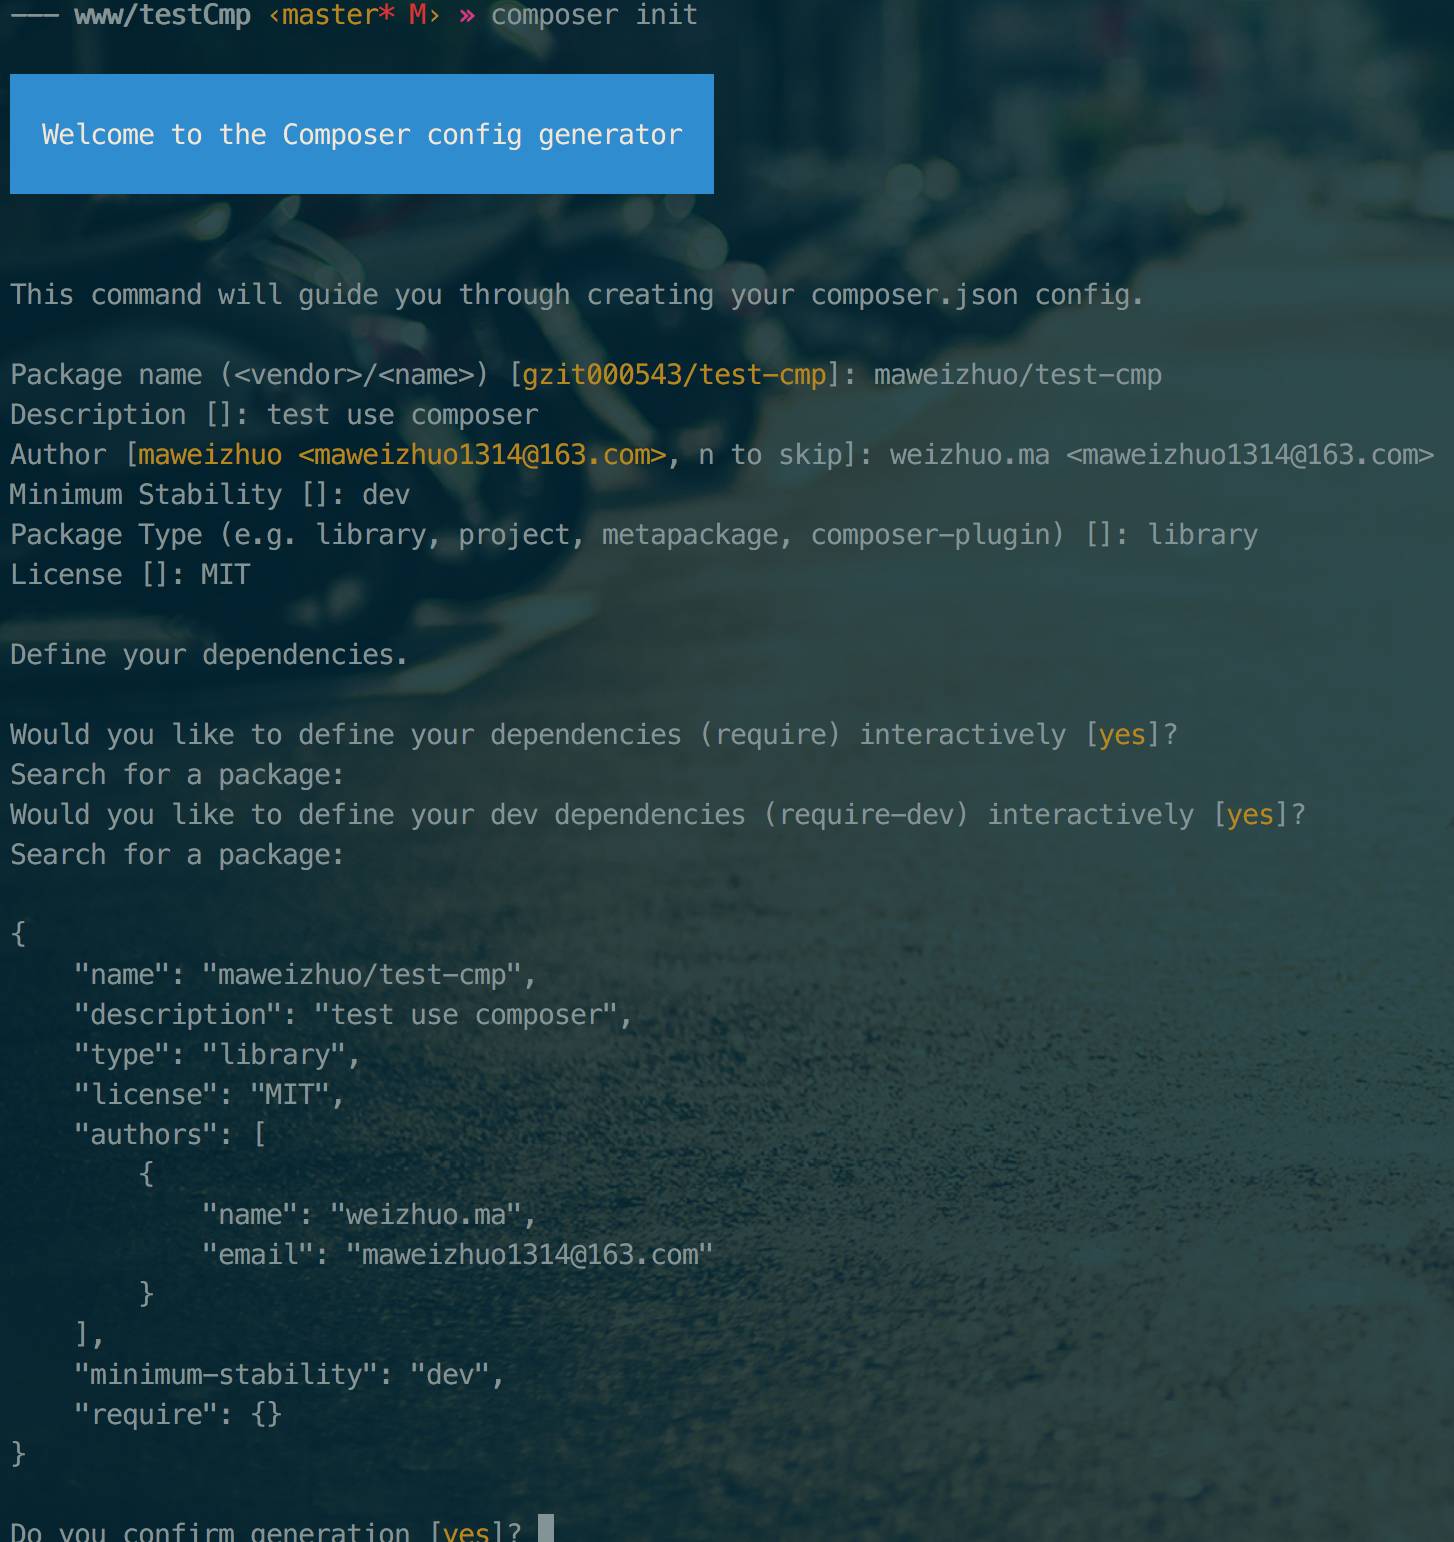 ——— www/testCmp ‹master* M› » composer init
Welcome to the Composer config generator
This command will guide you through creating your composer.json config.
Package name (<vendor>/<name>) [gzit000543/test-cmp]: maweizhuo/test-cmp
Description []: test use composer
Author [maweizhuo <maweizhuo1314@163.com>, n to skip]: weizhuo.ma <maweizhuo1314@163.com>
Minimum Stability []: dev
Package Type (e.g. library, project, metapackage, composer-plugin) []: library
License []: MIT
Define your dependencies.
Would you like to define your dependencies (require) interactively [yes]?
Search for a package:
Would you like to define your dev dependencies (require-dev) interactively [yes]?
Search for a package:
{
    "name": "maweizhuo/test-cmp",
    "description": "test use composer",
    "type": "library",
    "license": "MIT",
    "authors": [
        {
            "name": "weizhuo.ma",
            "email": "maweizhuo1314@163.com"
        }
    ],
    "minimum-stability": "dev",
    "require": {}
}
Do you confirm generation [yes]?